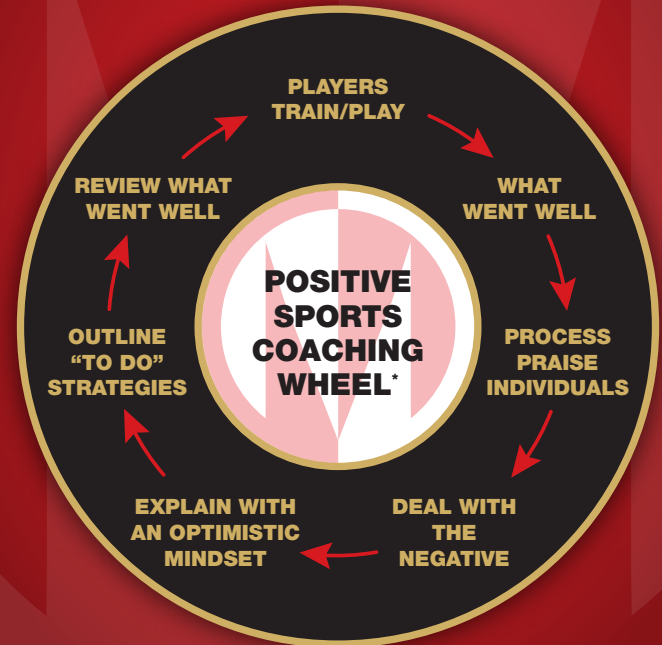 PLAYERS
TRAIN/PLAY
WHAT
WENT WELL
PROCESS
PRAISE
INDIVIDUALS
DEAL WITH
THE
NEGATIVE
EXPLAIN WITH
AN OPTIMISTIC
MINDSET
OUTLINE
“TO DO”
STRATEGIES
REVIEW WHAT
WENT WELL
POSITIVE
SPORTS
COACHING
WHEEL*